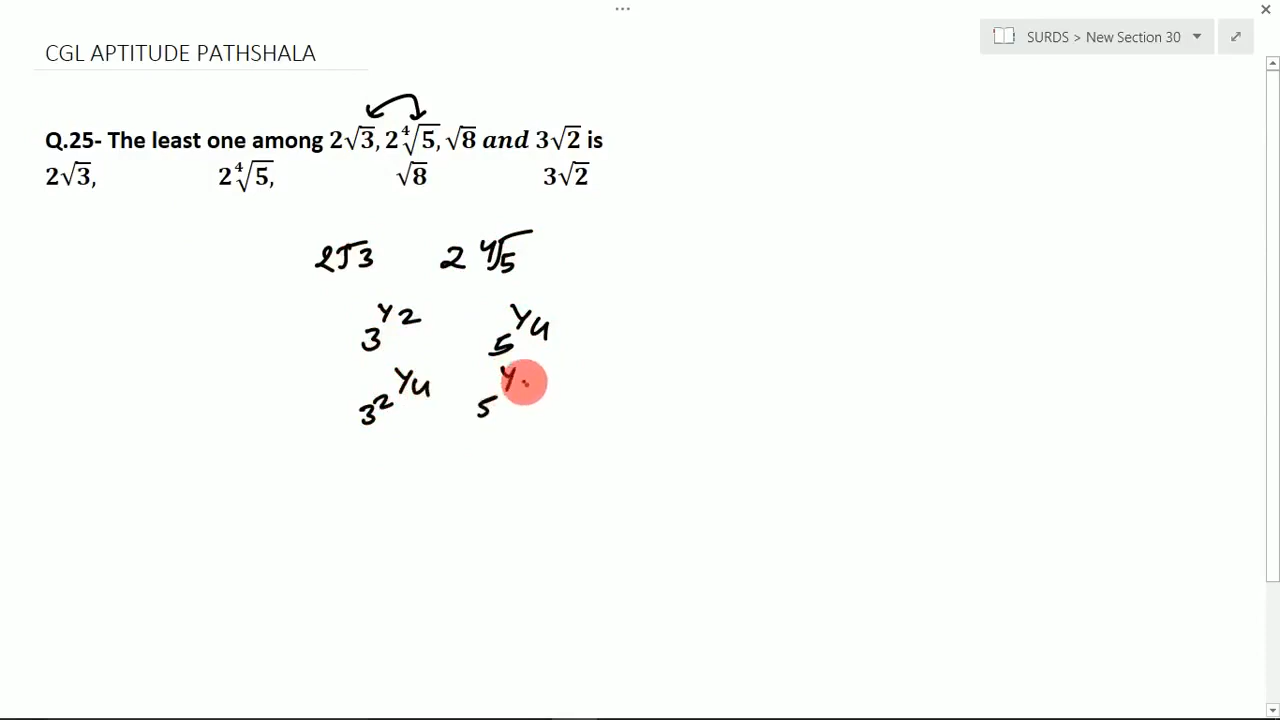 ...
CGL APTITUDE PATHSHALA
SURDS > New Section 30
Q.25- The least one among 2√3, 2∜5, √8 and 3√2 is
2√3, 2∜5, √8 3√2
2√3 2 ∜5
3^1/2 5^1/4
3^2^1/4 5^1/